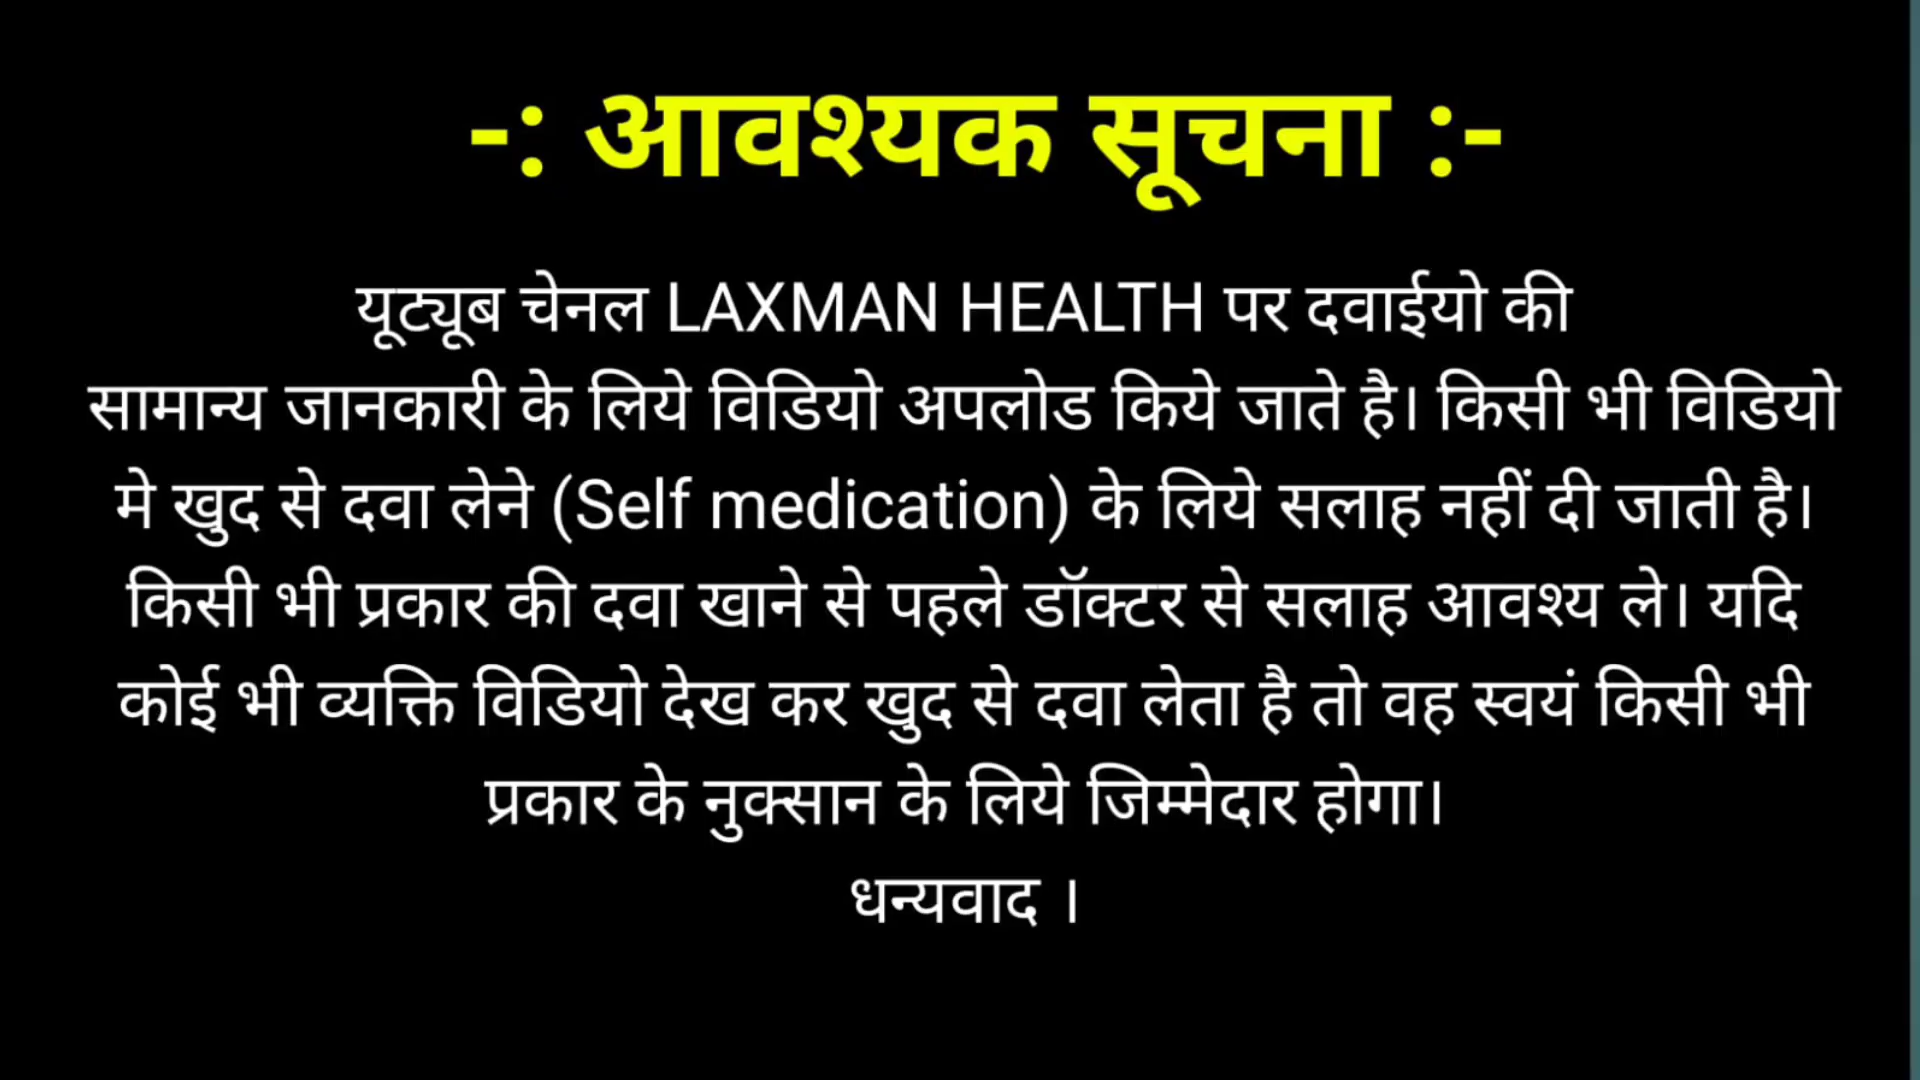 -: आवश्यक सूचना :-
यूट्यूब चेनल LAXMAN HEALTH पर दवाईयो की
सामान्य जानकारी के लिये विडियो अपलोड किये जाते है। किसी भी विडियो
मे खुद से दवा लेने (Self medication) के लिये सलाह नहीं दी जाती है।
किसी भी प्रकार की दवा खाने से पहले डॉक्टर से सलाह आवश्य ले। यदि
कोई भी व्यक्ति विडियो देख कर खुद से दवा लेता है तो वह स्वयं किसी भी
प्रकार के नुक्सान के लिये जिम्मेदार होगा।
धन्यवाद ।